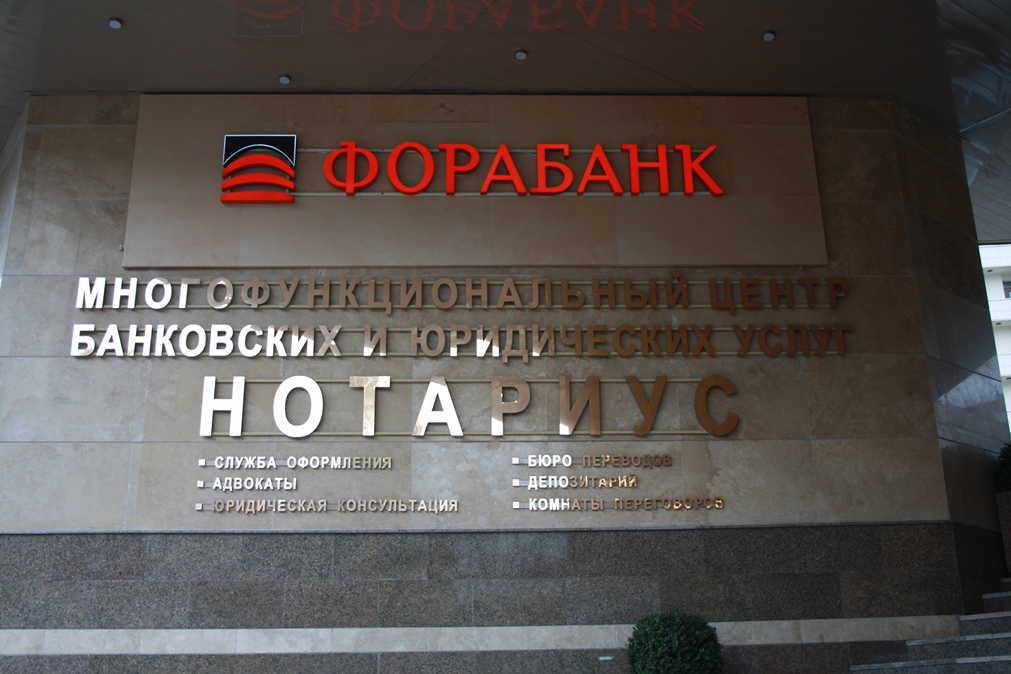 ФОРАБАНК
МНОГОФУНКЦИОНАЛЬНЫЙ ЦЕНТР
БАНКОВСКИХ И ЮРИДИЧЕСКИХ УСЛУГ
НОТАРИУС
▪ СЛУЖБА ОФОРМЛЕНИЯ
▪ АДВОКАТЫ
▪ ЮРИДИЧЕСКАЯ КОНСУЛЬТАЦИЯ
▪ БЮРО ПЕРЕВОДОВ
▪ ДЕПОЗИТАРИЙ
▪ КОМНАТЫ ПЕРЕГОВОРОВ